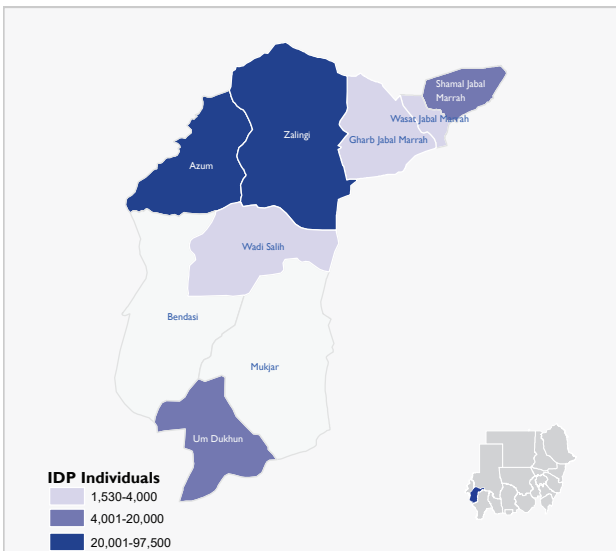 Shamal Jabal
Marrah
Wasat Jabal Marrah
Zalingi
Gharb Jabal Marrah
Azum
Wadi Salih
Bendasi
Mukjar
Um Dukhun
IDP Individuals
1,530-4,000
4,001-20,000
20,001-97,500